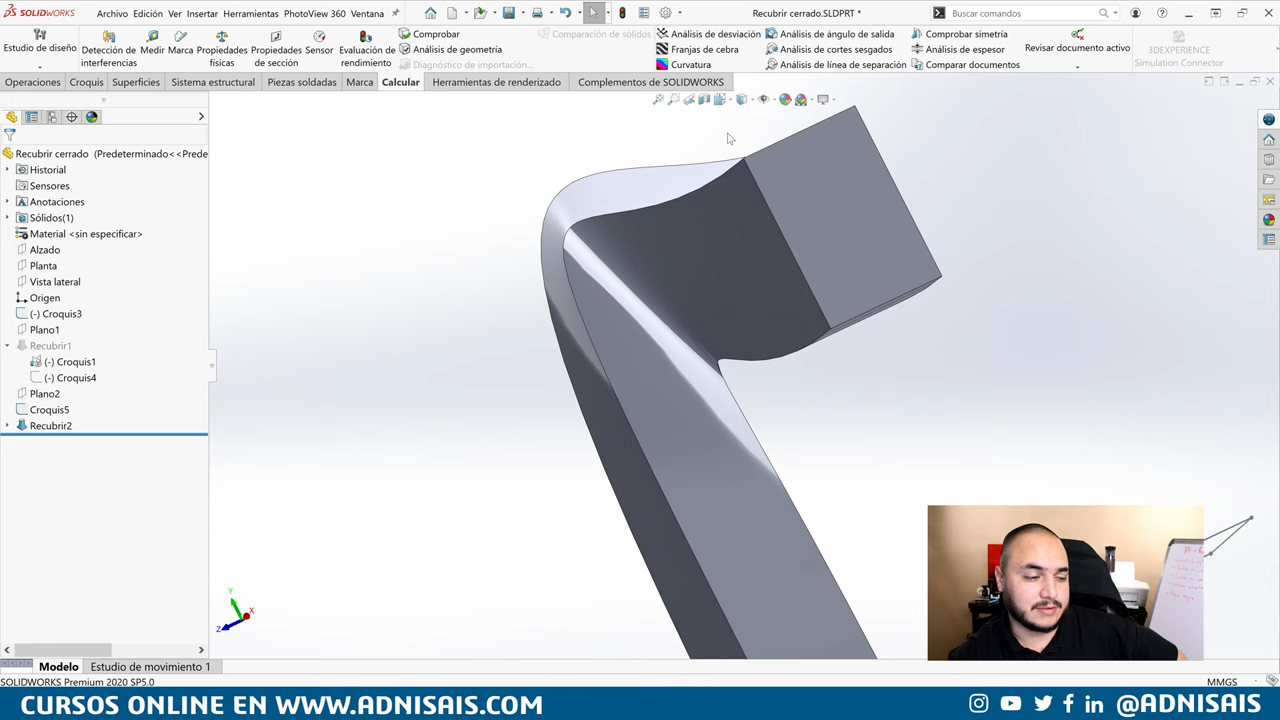 SOLIDWORKS
Archivo Edición Ver Insertar Herramientas PhotoView 360 Ventana
Recubrir cerrado.SLDPRT *
Buscar comandos
Estudio de diseño
Detección de interferencias
Medir
Marca
Propiedades físicas
Propiedades de sección
Sensor
Evaluación de rendimiento
Comprobar
Análisis de geometría
Diagnóstico de importación...
Comparación de sólidos
Análisis de desviación
Franjas de cebra
Curvatura
Análisis de ángulo de salida
Análisis de cortes sesgados
Análisis de línea de separación
Comprobar simetría
Análisis de espesor
Comparar documentos
Revisar documento activo
3DEXPERIENCE
Simulation Connector
Operaciones Croquis Superficies Sistema estructural Piezas soldadas Marca Calcular Herramientas de renderizado Complementos de SOLIDWORKS
Recubrir cerrado (Predeterminado<<Prede
Historial
Sensores
Anotaciones
Sólidos(1)
Material <sin especificar>
Alzado
Planta
Vista lateral
Origen
(-) Croquis3
Plano1
Recubrir1
(-) Croquis1
(-) Croquis4
Plano2
Croquis5
Recubrir2
Y
X
Z
Modelo Estudio de movimiento 1
SOLIDWORKS Premium 2020 SP5.0
MMGS
CURSOS ONLINE EN WWW.ADNISAIS.COM
@ADNISAIS